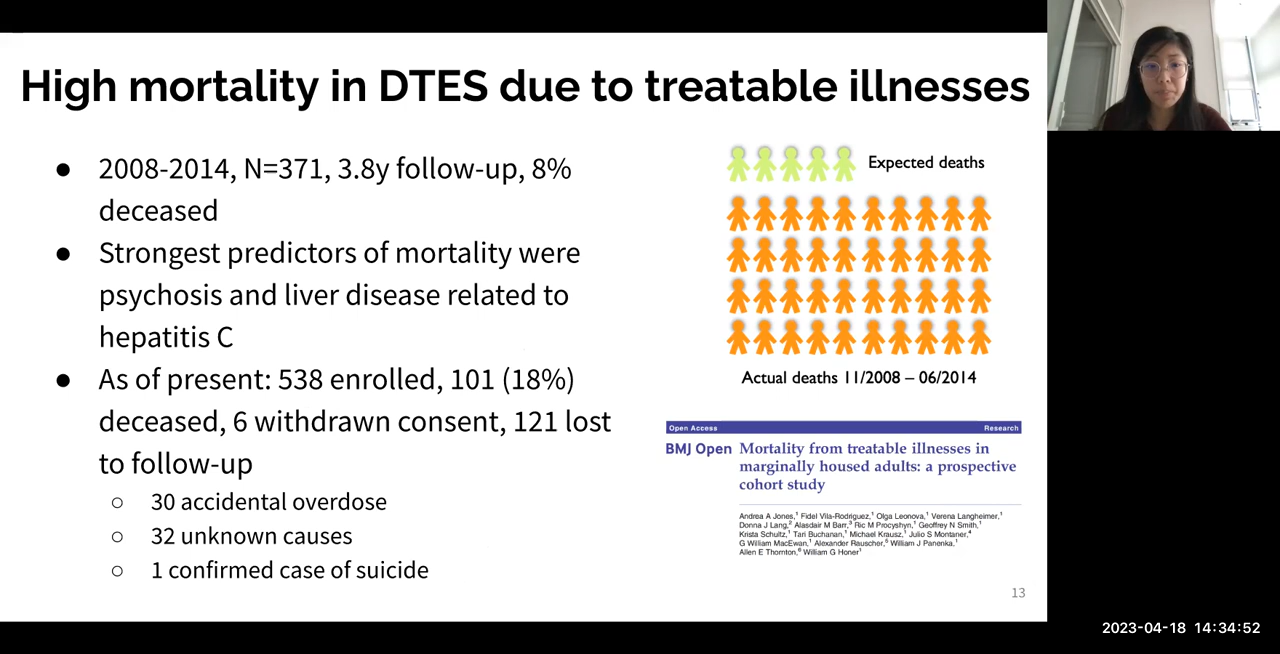 High mortality in DTES due to treatable illnesses
● 2008-2014, N=371, 3.8y follow-up, 8%
deceased
● Strongest predictors of mortality were
psychosis and liver disease related to
hepatitis C
● As of present: 538 enrolled, 101 (18%)
deceased, 6 withdrawn consent, 121 lost
to follow-up
○ 30 accidental overdose
○ 32 unknown causes
○ 1 confirmed case of suicide
Expected deaths
Actual deaths 11/2008 – 06/2014
Open Access Research
BMJ Open Mortality from treatable illnesses in
marginally housed adults: a prospective
cohort study
Andrea A Jones,¹ Fidel Vila-Rodriguez,¹ Olga Leonova,¹ Verena Langheimer,¹
Donna J Lang,² Alasdair M Barr,³ Ric M Procyshyn,¹ Geoffrey N Smith,¹
Krista Schultz,¹ Tari Buchanan,¹ Michael Krausz,¹ Julio S Montaner,⁴
G William MacEwan,¹ Alexander Rauscher,⁵ William J Panenka,¹
Allen E Thornton,⁶ William G Honer¹
13
2023-04-18 14:34:52